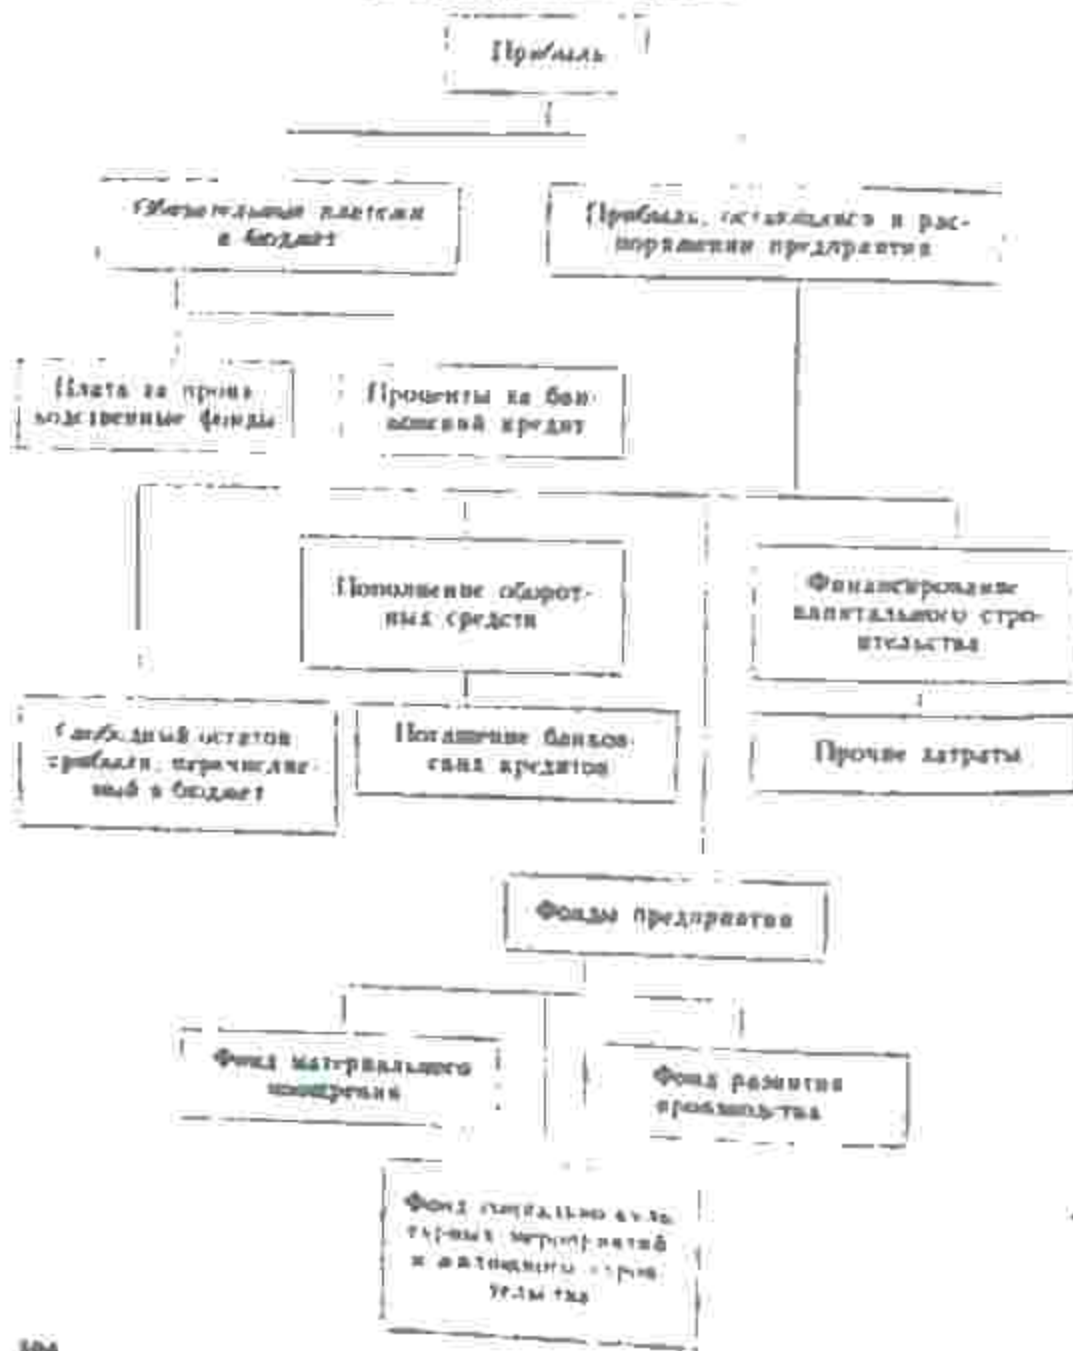 Прибыль
Обязательные платежи
в бюджет
Прибыль, остающаяся в рас-
поряжении предприятия
Плата за произ
водственные фонды
Проценты за бан-
ковский кредит
Пополнение оборот-
ных средств
Финансирование
капитального стро-
ительства
Свободный остаток
прибыли, перечисляе-
мый в бюджет
Погашение банков-
ских кредитов
Прочие затраты
Фонды предприятия
Фонд материального
поощрения
Фонд развития
производства
Фонд социально куль
турных мероприятий
и жилищного строи
тельства